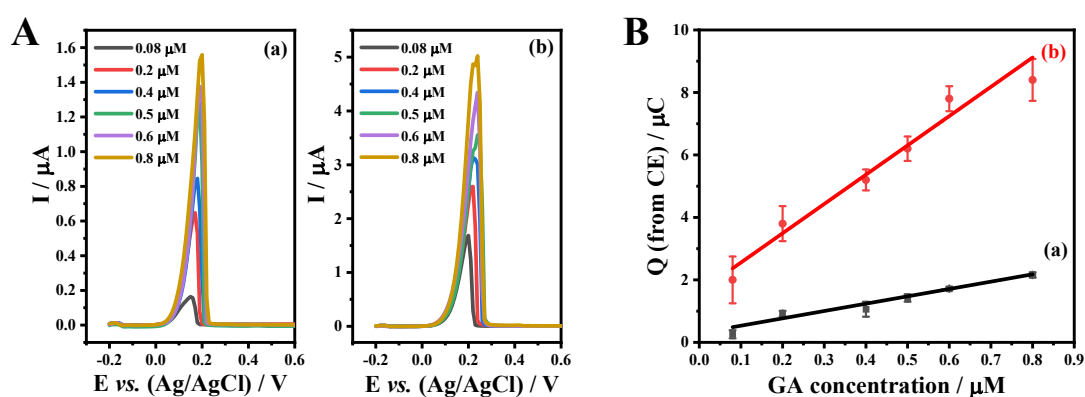 A
(a)
0.08 μM
0.2 μM
0.4 μM
0.5 μM
0.6 μM
0.8 μM
1.6
1.4
1.2
1.0
0.8
0.6
0.4
0.2
0.0
I / μA
-0.2 0.0 0.2 0.4 0.6
E vs. (Ag/AgCl) / V
(b)
0.08 μM
0.2 μM
0.4 μM
0.5 μM
0.6 μM
0.8 μM
5
4
3
2
1
0
I / μA
-0.2 0.0 0.2 0.4 0.6
E vs. (Ag/AgCl) / V
B
(b)
(a)
10
8
6
4
2
0
Q (from CE) / μC
0.0 0.1 0.2 0.3 0.4 0.5 0.6 0.7 0.8 0.9
GA concentration / μM